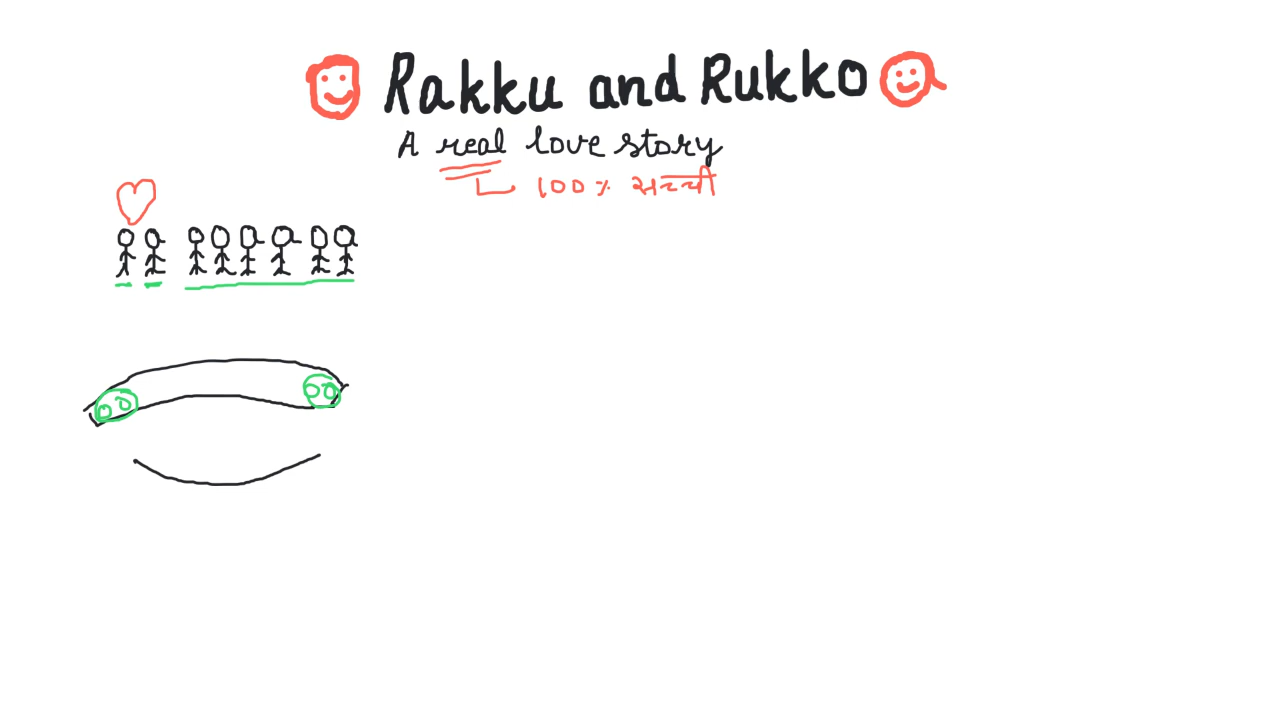 Rakku and Rukko
A real love story
100% सच्ची